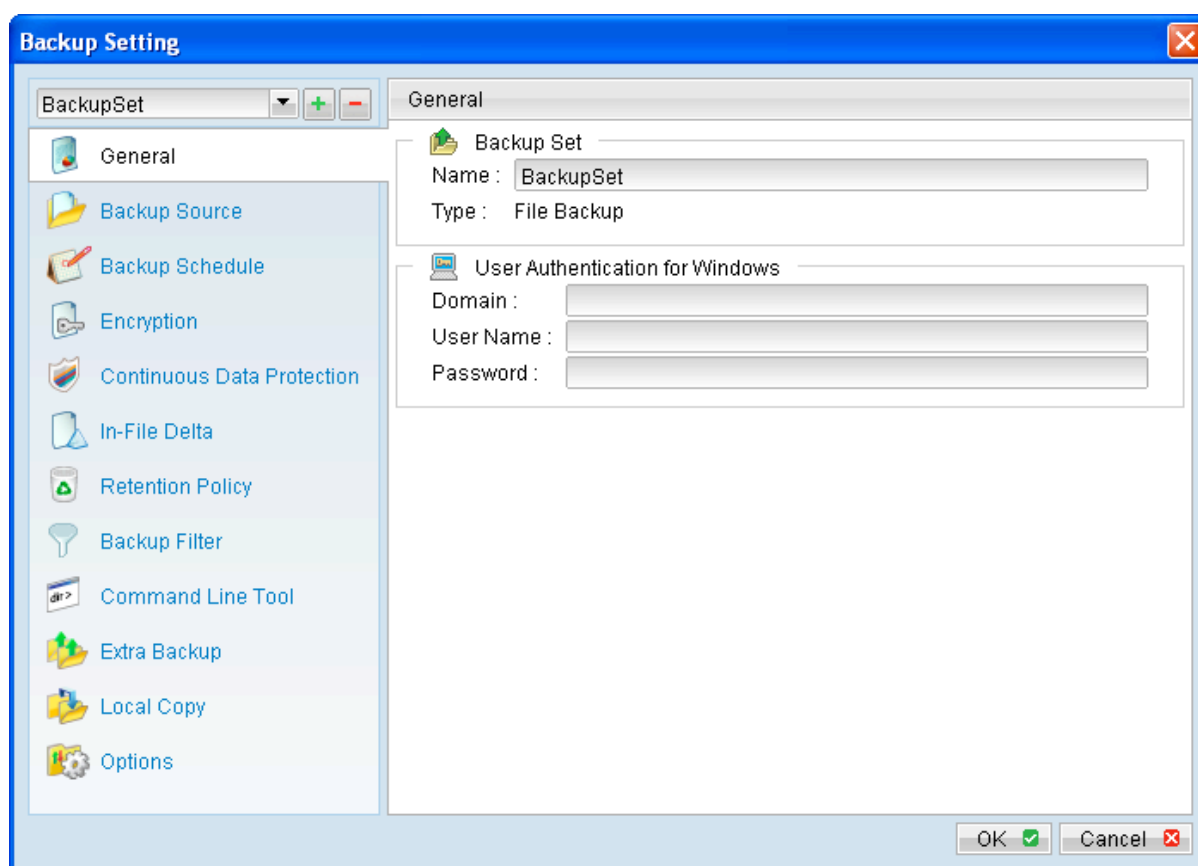 Backup Setting
BackupSet
General
Backup Source
Backup Schedule
Encryption
Continuous Data Protection
In-File Delta
Retention Policy
Backup Filter
Command Line Tool
Extra Backup
Local Copy
Options
General
Backup Set
Name : BackupSet
Type : File Backup
User Authentication for Windows
Domain :
User Name :
Password :
OK Cancel